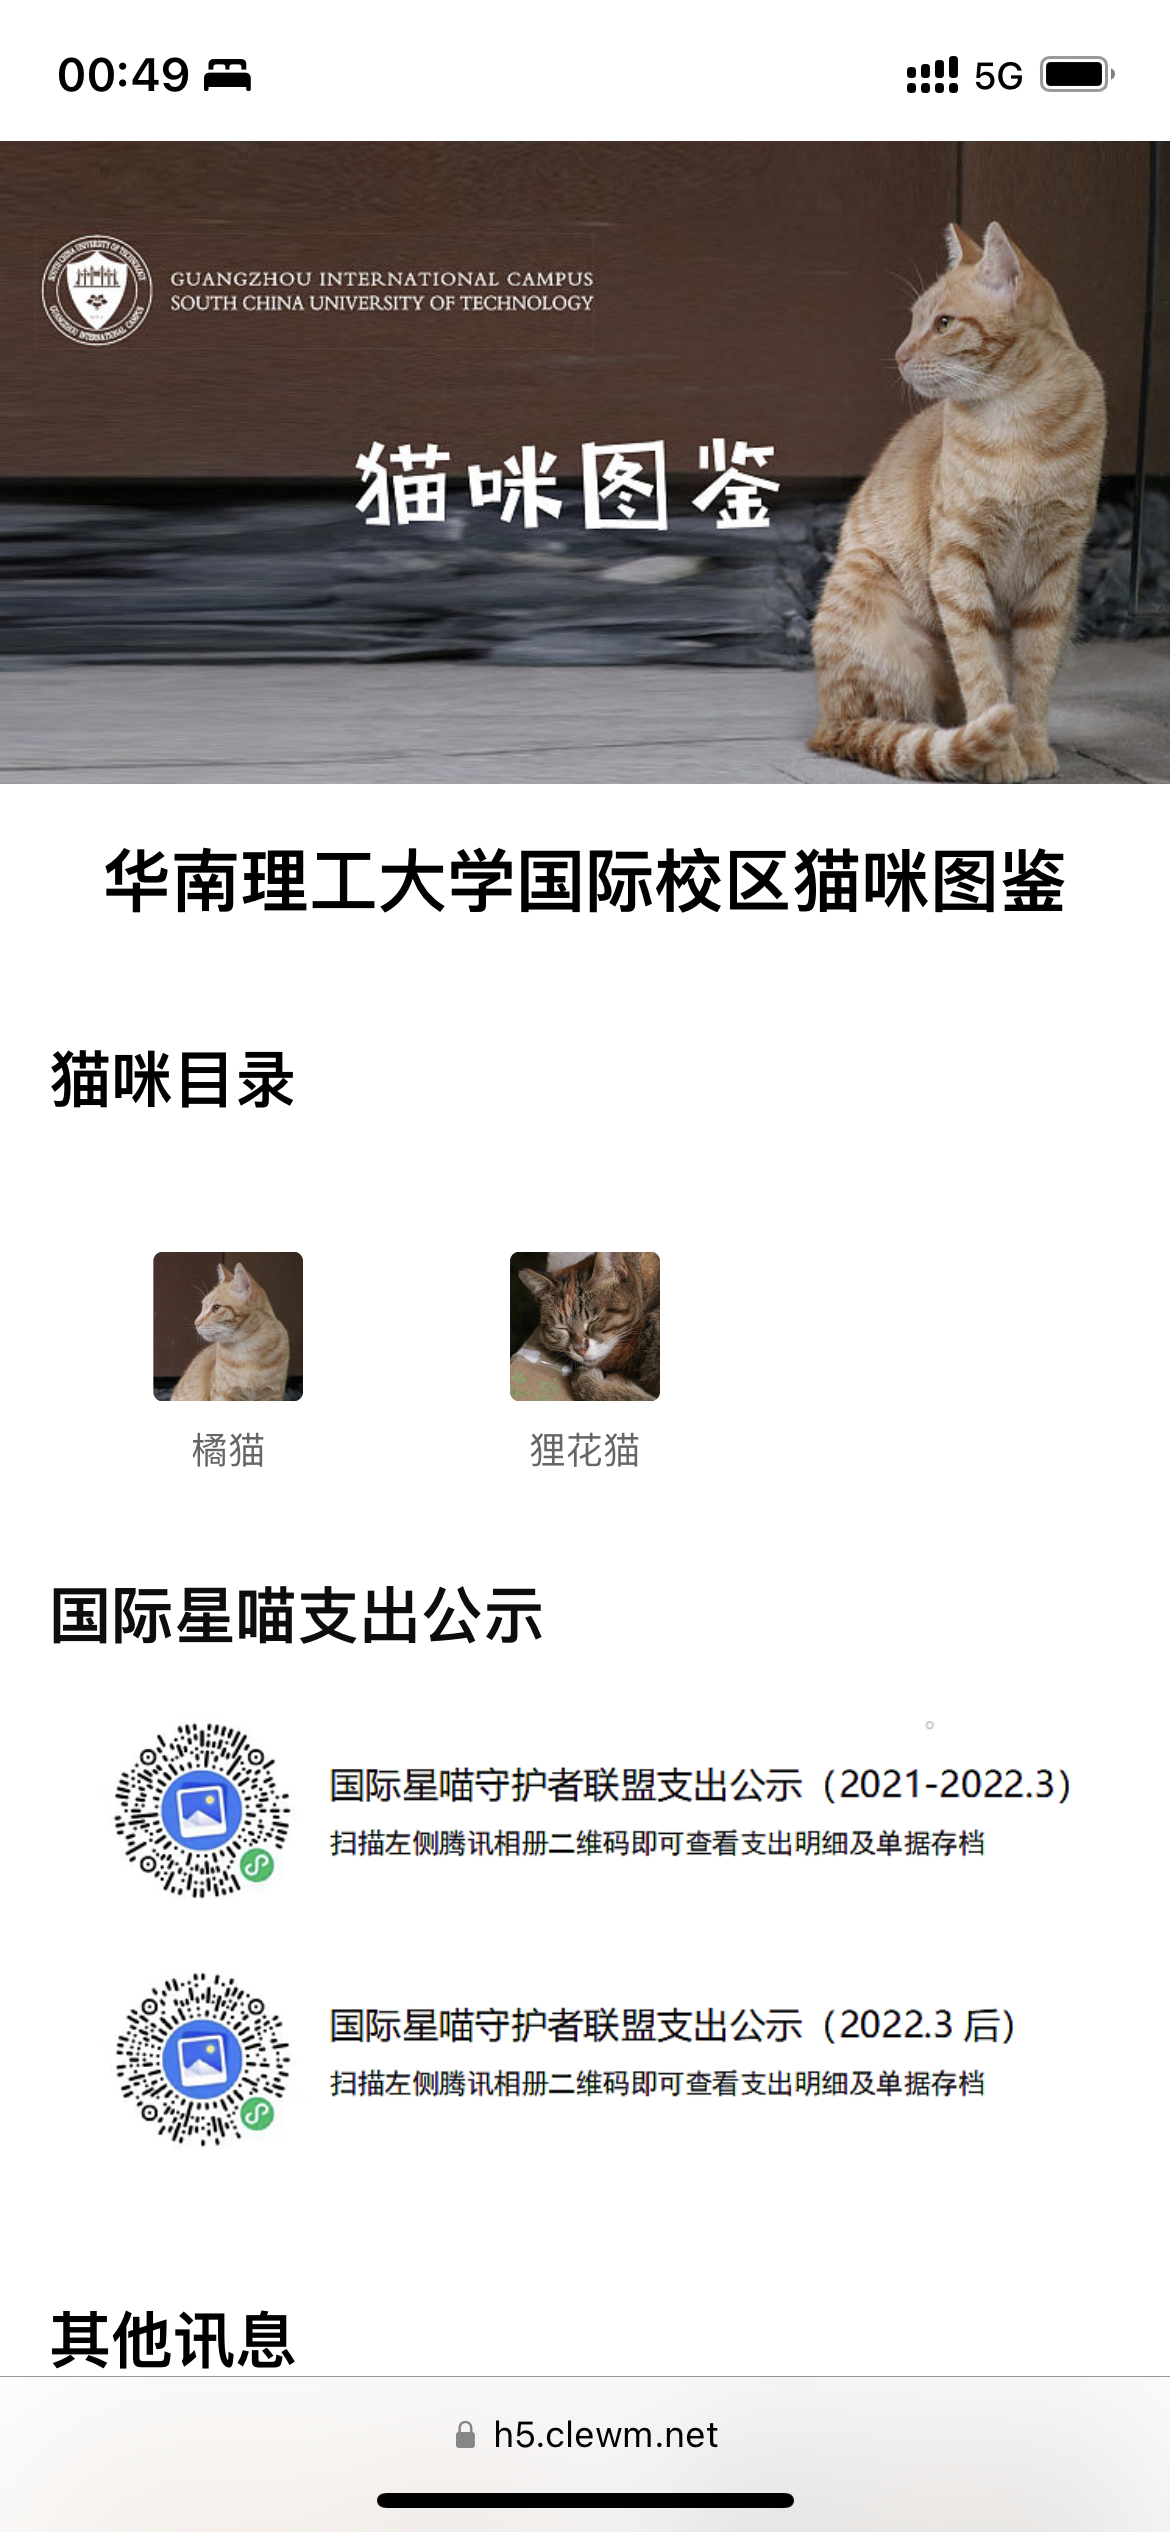 00:49
5G
GUANGZHOU INTERNATIONAL CAMPUS
SOUTH CHINA UNIVERSITY OF TECHNOLOGY
猫咪图鉴
华南理工大学国际校区猫咪图鉴
猫咪目录
橘猫
狸花猫
国际星喵支出公示
国际星喵守护者联盟支出公示（2021-2022.3）
扫描左侧腾讯相册二维码即可查看支出明细及单据存档
国际星喵守护者联盟支出公示（2022.3 后）
扫描左侧腾讯相册二维码即可查看支出明细及单据存档
其他讯息
h5.clewm.net